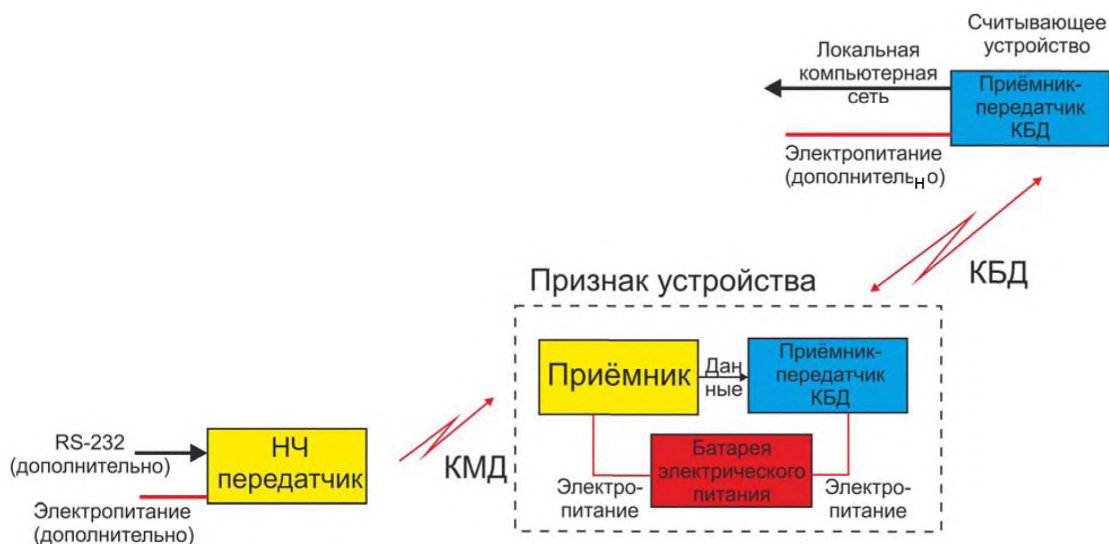 Считывающее
устройство
Локальная
компьютерная
сеть
Приёмник-
передатчик
КБД
Электропитание
(дополнительно)
КБД
Признак устройства
Приёмник
Дан
ные
Приёмник-
передатчик
КБД
Батарея
электрического
питания
Электро-
питание
Электро-
питание
RS-232
(дополнительно)
НЧ
передатчик
КМД
Электропитание
(дополнительно)